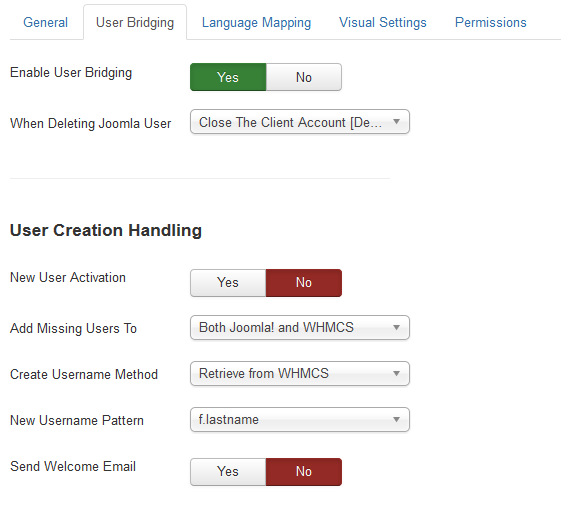 General User Bridging Language Mapping Visual Settings Permissions
Enable User Bridging Yes No
When Deleting Joomla User Close The Client Account [De...
User Creation Handling
New User Activation Yes No
Add Missing Users To Both Joomla! and WHMCS
Create Username Method Retrieve from WHMCS
New Username Pattern f.lastname
Send Welcome Email Yes No